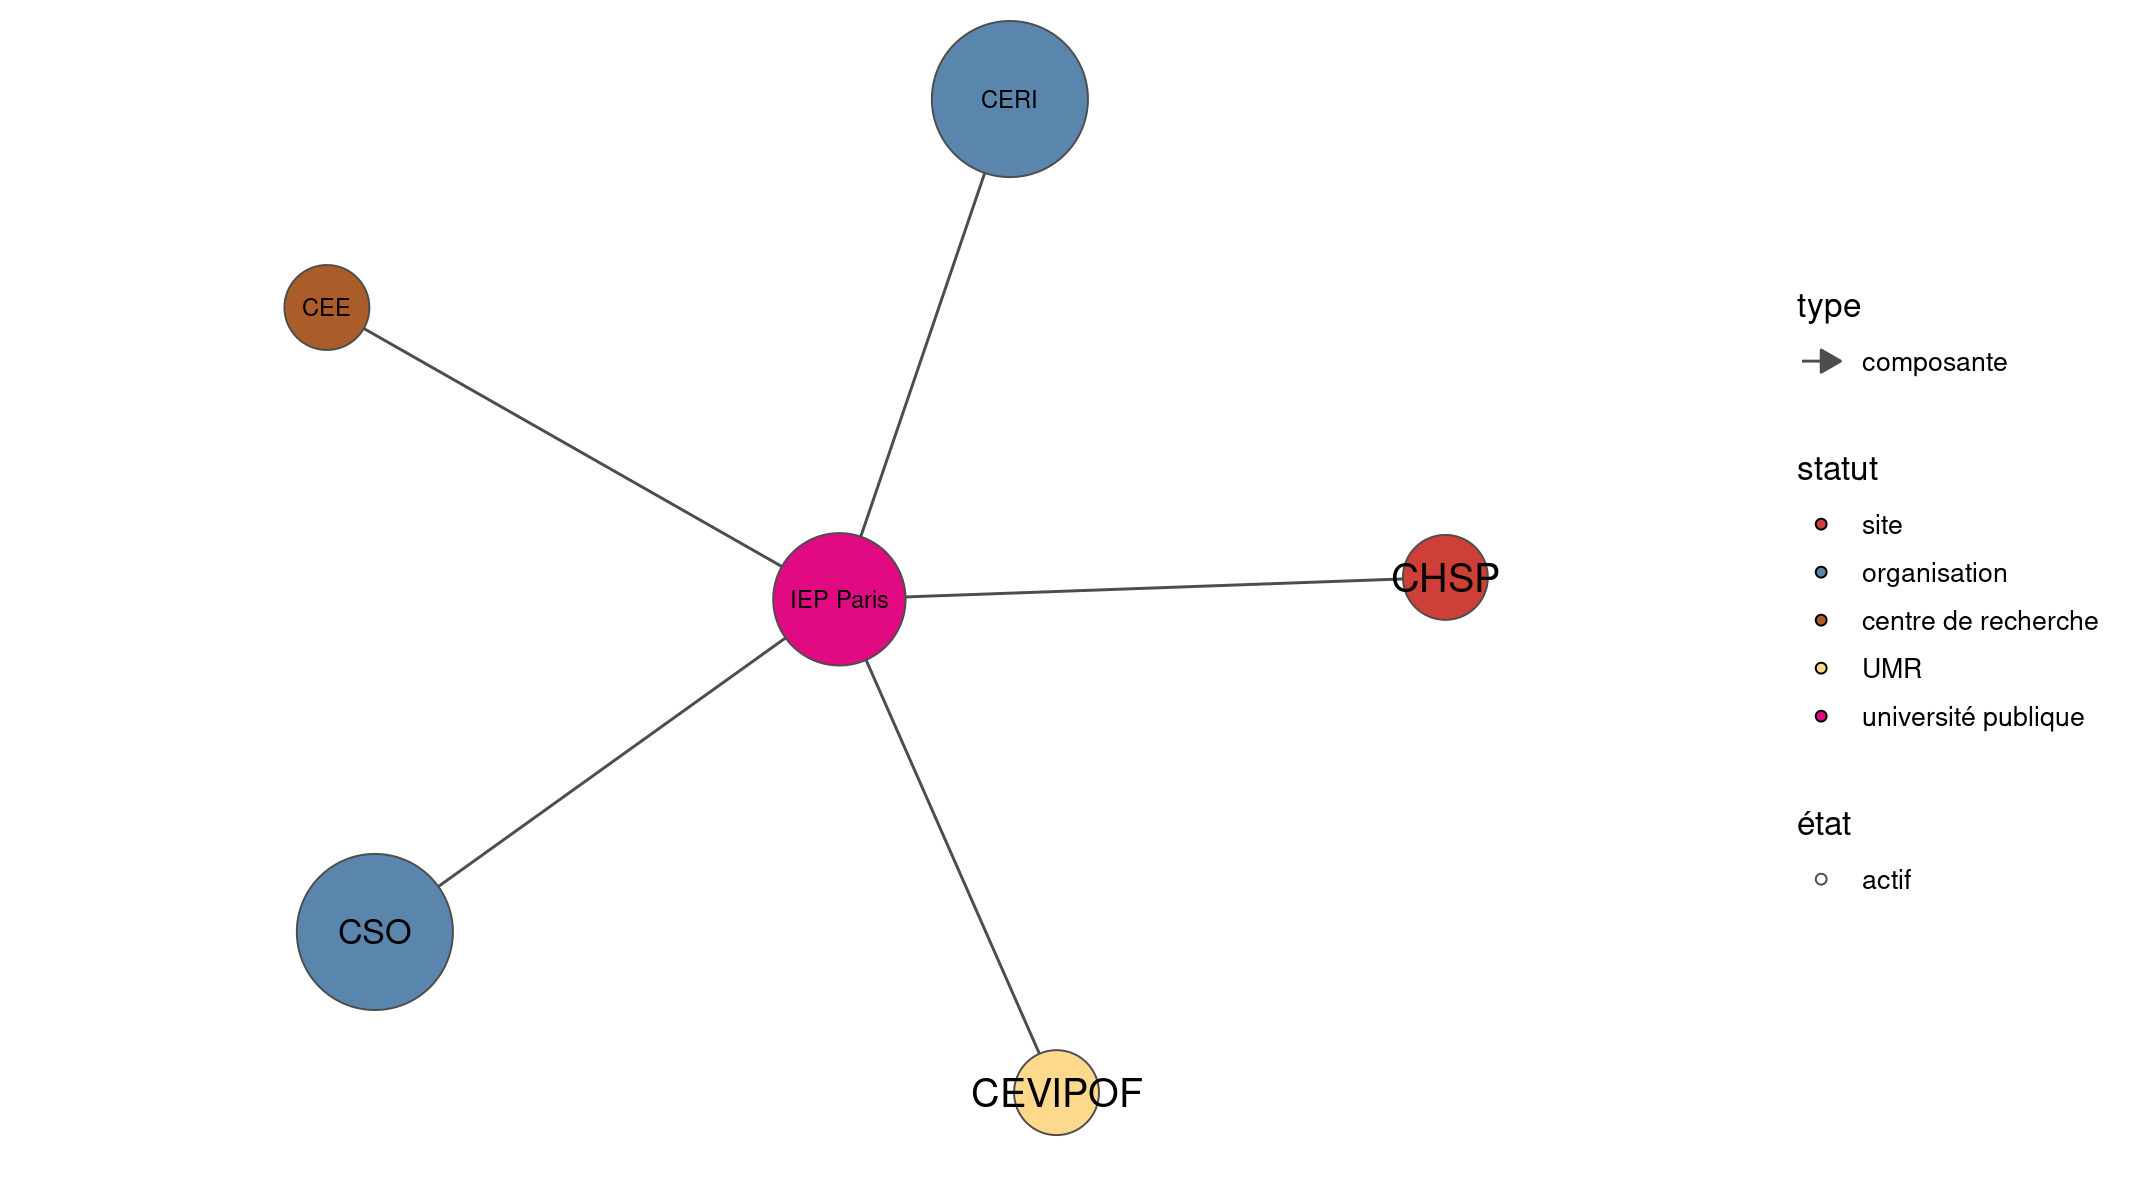 CERI
CEE
IEP Paris
CHSP
CSO
CEVIPOF
type
composante
statut
site
organisation
centre de recherche
UMR
université publique
état
actif